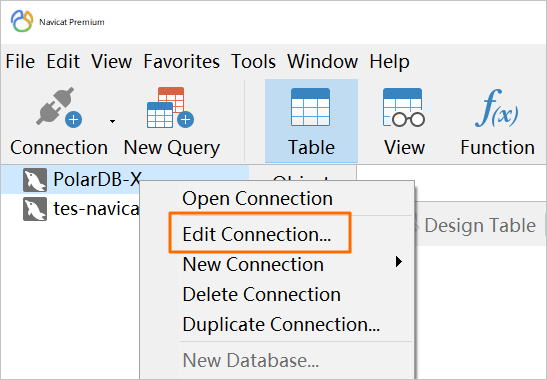 Navicat Premium
File Edit View Favorites Tools Window Help
Connection New Query Table View Function
PolarDB-X
Open Connection
tes-navica
Edit Connection... Design Table
New Connection
Delete Connection
Duplicate Connection...
New Database...